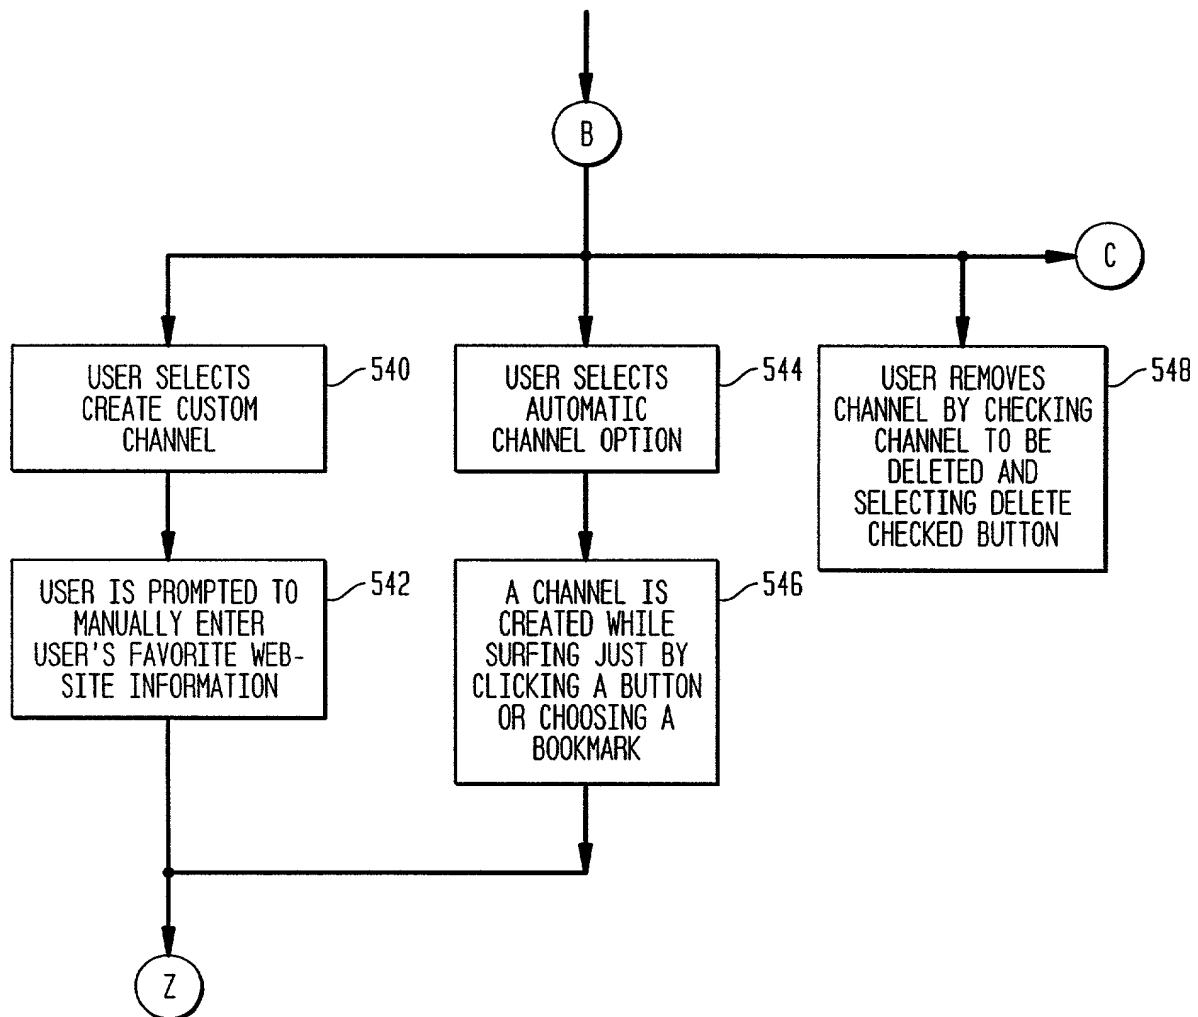 B
C
USER SELECTS
CREATE CUSTOM
CHANNEL
540
USER SELECTS
AUTOMATIC
CHANNEL OPTION
544
USER REMOVES
CHANNEL BY CHECKING
CHANNEL TO BE
DELETED AND
SELECTING DELETE
CHECKED BUTTON
548
USER IS PROMPTED TO
MANUALLY ENTER
USER'S FAVORITE WEB-
SITE INFORMATION
542
A CHANNEL IS
CREATED WHILE
SURFING JUST BY
CLICKING A BUTTON
OR CHOOSING A
BOOKMARK
546
Z